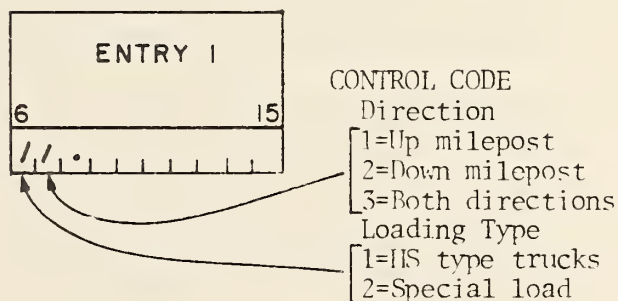 ENTRY 1
6 15
1 1 .
CONTROL CODE
Direction
1=Up milepost
2=Down milepost
3=Both directions
Loading Type
1=HS type trucks
2=Special load